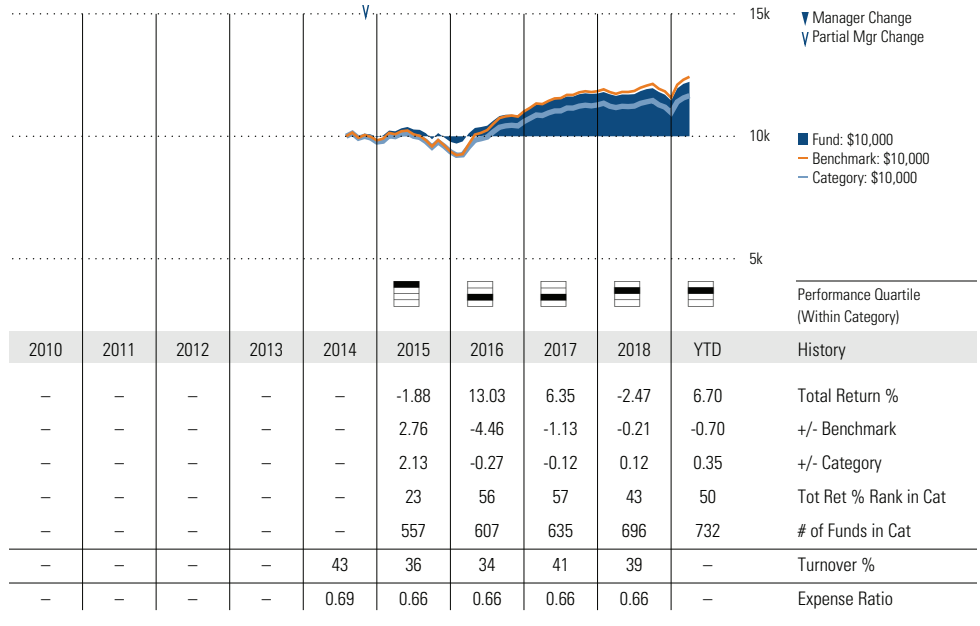 15k
Manager Change
Partial Mgr Change
10k
Fund: $10,000
Benchmark: $10,000
Category: $10,000
5k
Performance Quartile
(Within Category)
2010 2011 2012 2013 2014 2015 2016 2017 2018 YTD History
– – – – – -1.88 13.03 6.35 -2.47 6.70 Total Return %
– – – – – 2.76 -4.46 -1.13 -0.21 -0.70 +/- Benchmark
– – – – – 2.13 -0.27 -0.12 0.12 0.35 +/- Category
– – – – – 23 56 57 43 50 Tot Ret % Rank in Cat
– – – – – 557 607 635 696 732 # of Funds in Cat
– – – – 43 36 34 41 39 – Turnover %
– – – – 0.69 0.66 0.66 0.66 0.66 – Expense Ratio